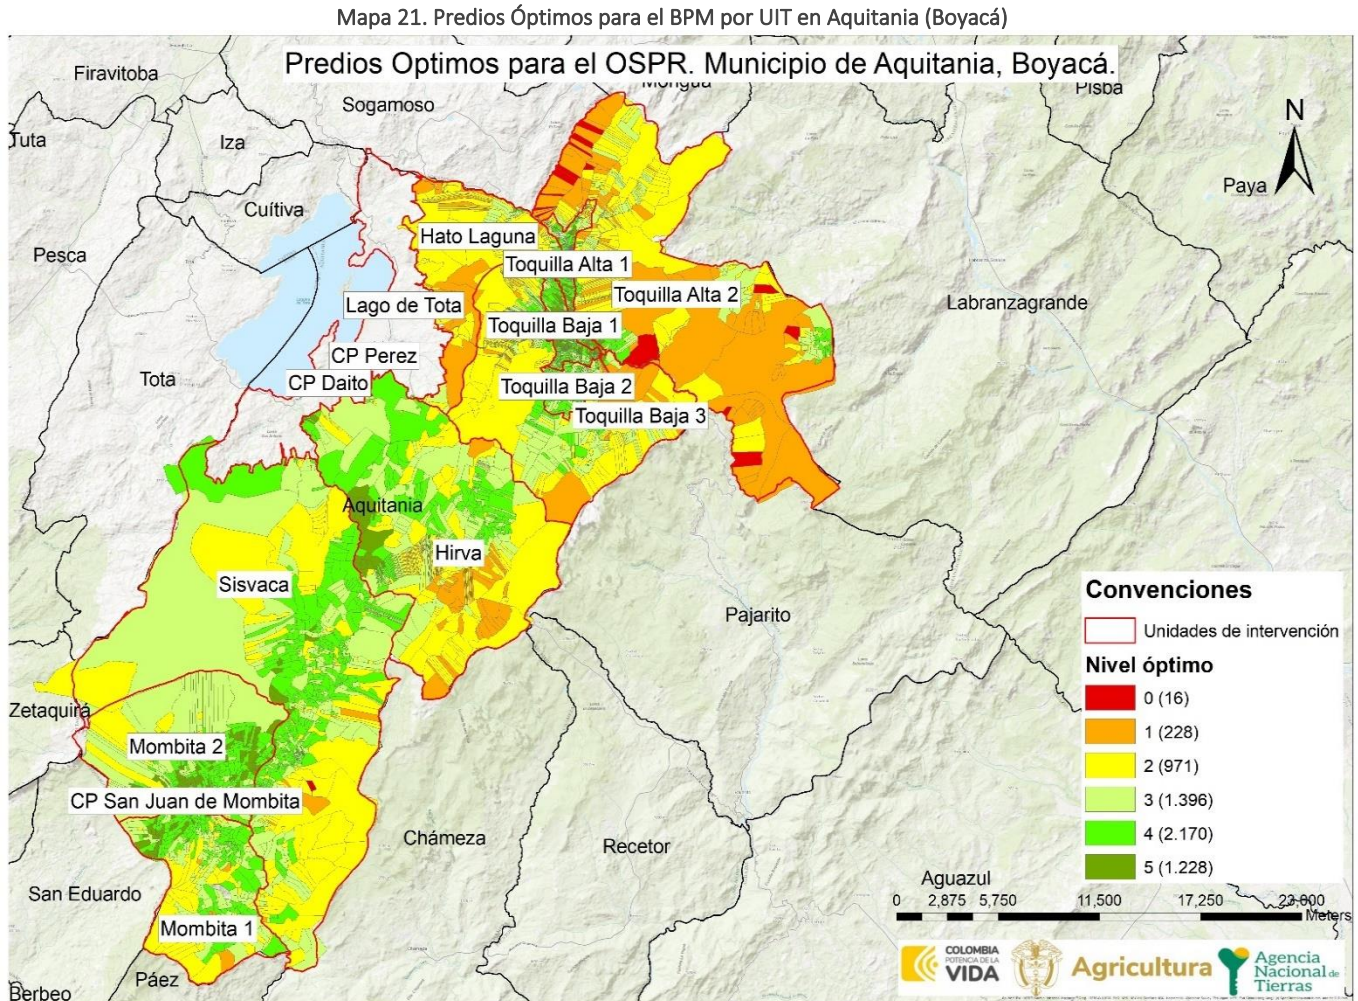 Mapa 21. Predios Óptimos para el BPM por UIT en Aquitania (Boyacá)
Predios Optimos para el OSPR. Municipio de Aquitania, Boyacá.
Firavitoba
Sogamoso
Mongua
Pisba
N
Tuta
Iza
Paya
Cuítiva
Pesca
Hato Laguna
Toquilla Alta 1
Toquilla Alta 2
Labranzagrande
Lago de Tota
Toquilla Baja 1
CP Perez
Tota
CP Daito
Toquilla Baja 2
Toquilla Baja 3
Aquitania
Hirva
Sisvaca
Pajarito
Convenciones
Unidades de intervención
Nivel óptimo
0 (16)
1 (228)
2 (971)
3 (1.396)
4 (2.170)
5 (1.228)
Zetaquirá
Mombita 2
CP San Juan de Mombita
Chámeza
Recetor
San Eduardo
Aguazul
0 2,875 5,750 11,500 17,250 23,000
Meters
Mombita 1
Páez
Berbeo
COLOMBIA
POTENCIA DE LA
VIDA
Agricultura
Agencia
Nacional de
Tierras